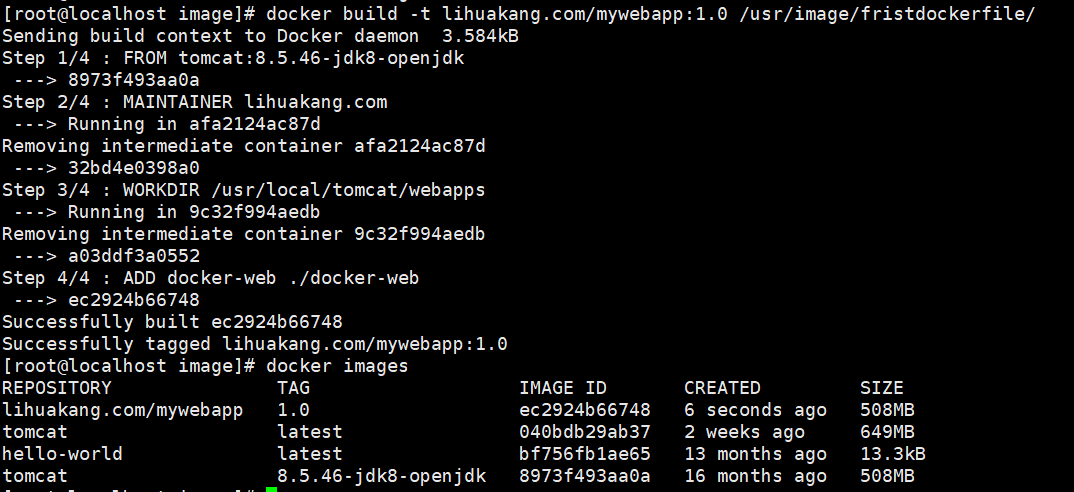 [root@localhost image]# docker build -t lihuakang.com/mywebapp:1.0 /usr/image/fristdockerfile/
Sending build context to Docker daemon  3.584kB
Step 1/4 : FROM tomcat:8.5.46-jdk8-openjdk
 ---> 8973f493aa0a
Step 2/4 : MAINTAINER lihuakang.com
 ---> Running in afa2124ac87d
Removing intermediate container afa2124ac87d
 ---> 32bd4e0398a0
Step 3/4 : WORKDIR /usr/local/tomcat/webapps
 ---> Running in 9c32f994aedb
Removing intermediate container 9c32f994aedb
 ---> a03ddf3a0552
Step 4/4 : ADD docker-web ./docker-web
 ---> ec2924b66748
Successfully built ec2924b66748
Successfully tagged lihuakang.com/mywebapp:1.0
[root@localhost image]# docker images
REPOSITORY               TAG                   IMAGE ID       CREATED         SIZE
lihuakang.com/mywebapp   1.0                   ec2924b66748   6 seconds ago   508MB
tomcat                   latest                040bdb29ab37   2 weeks ago     649MB
hello-world              latest                bf756fb1ae65   13 months ago   13.3kB
tomcat                   8.5.46-jdk8-openjdk   8973f493aa0a   16 months ago   508MB